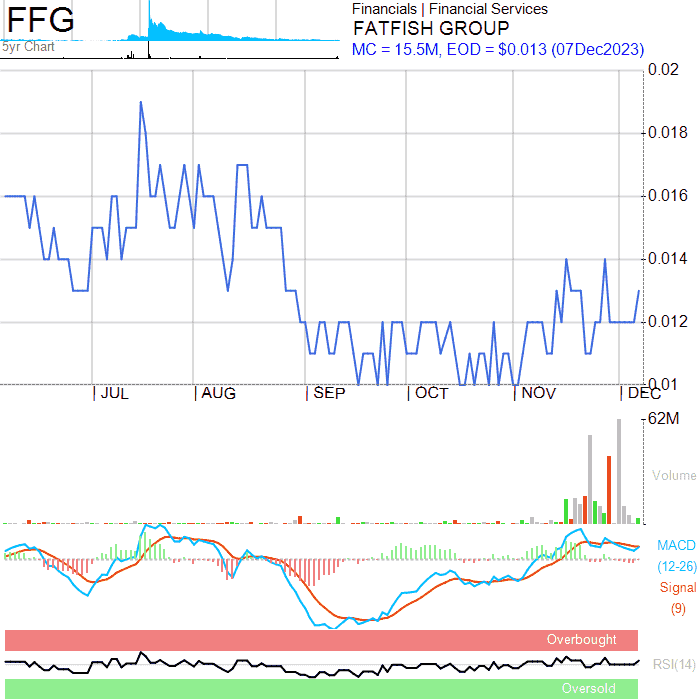 FFG
5yr Chart
Financials | Financial Services
FATFISH GROUP
MC = 15.5M, EOD = $0.013 (07Dec2023)
0.02
0.018
0.016
0.014
0.012
0.01
JUL AUG SEP OCT NOV DEC
62M
Volume
MACD
(12-26)
Signal
(9)
Overbought
RSI(14)
Oversold